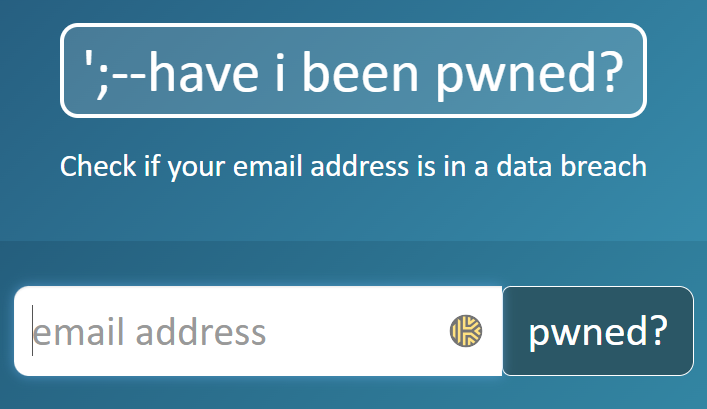 ';--have i been pwned?
Check if your email address is in a data breach
email address
pwned?